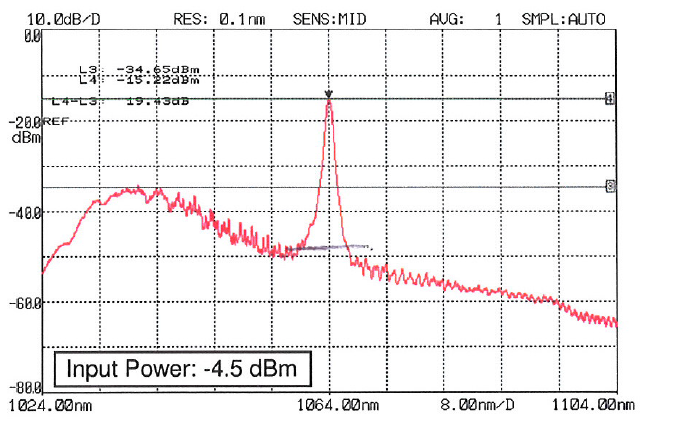 10.0dB/D RES: 0.1nm SENS:MID AVG: 1 SMPL:AUTO
0.0
L3: -34.65dBm
L4: -15.22dBm
L4-L3: 19.43dB
4
-20.0 REF
dBm
3
-40.0
-60.0
Input Power: -4.5 dBm
-80.0
1024.00nm 1064.00nm 8.00nm/D 1104.00nm